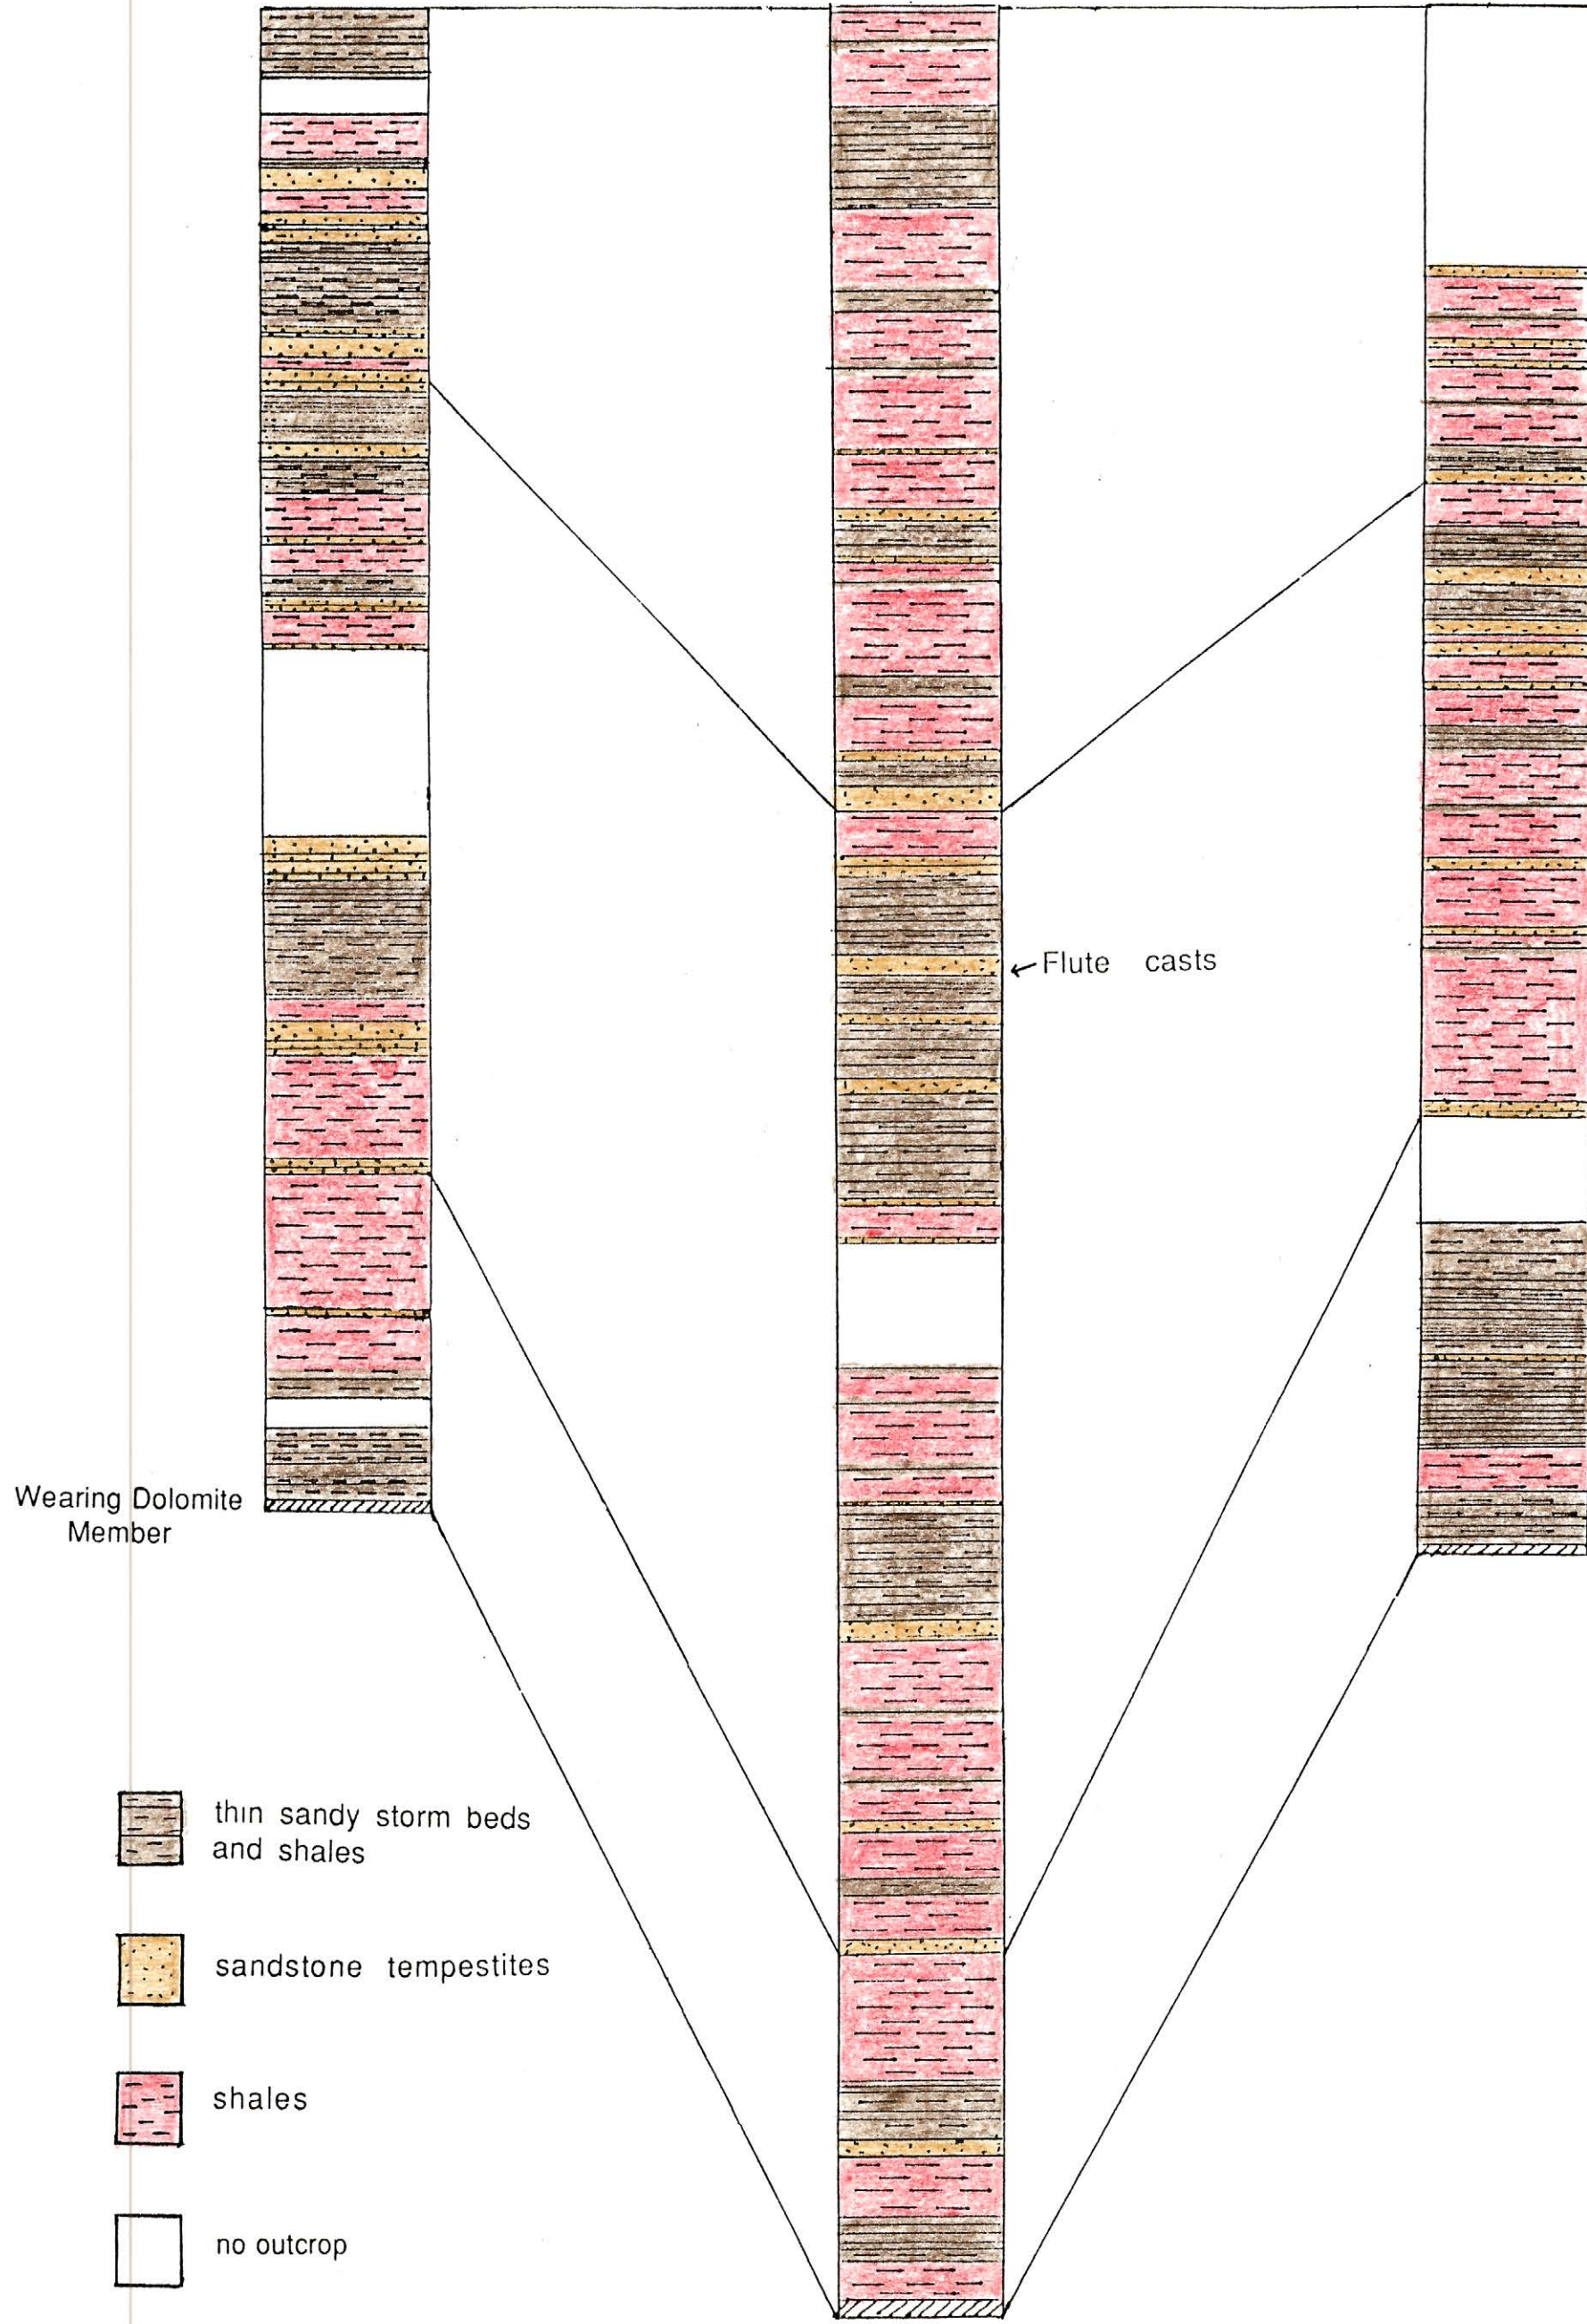 Flute casts
Wearing Dolomite
Member
thin sandy storm beds
and shales
sandstone tempestites
shales
no outcrop